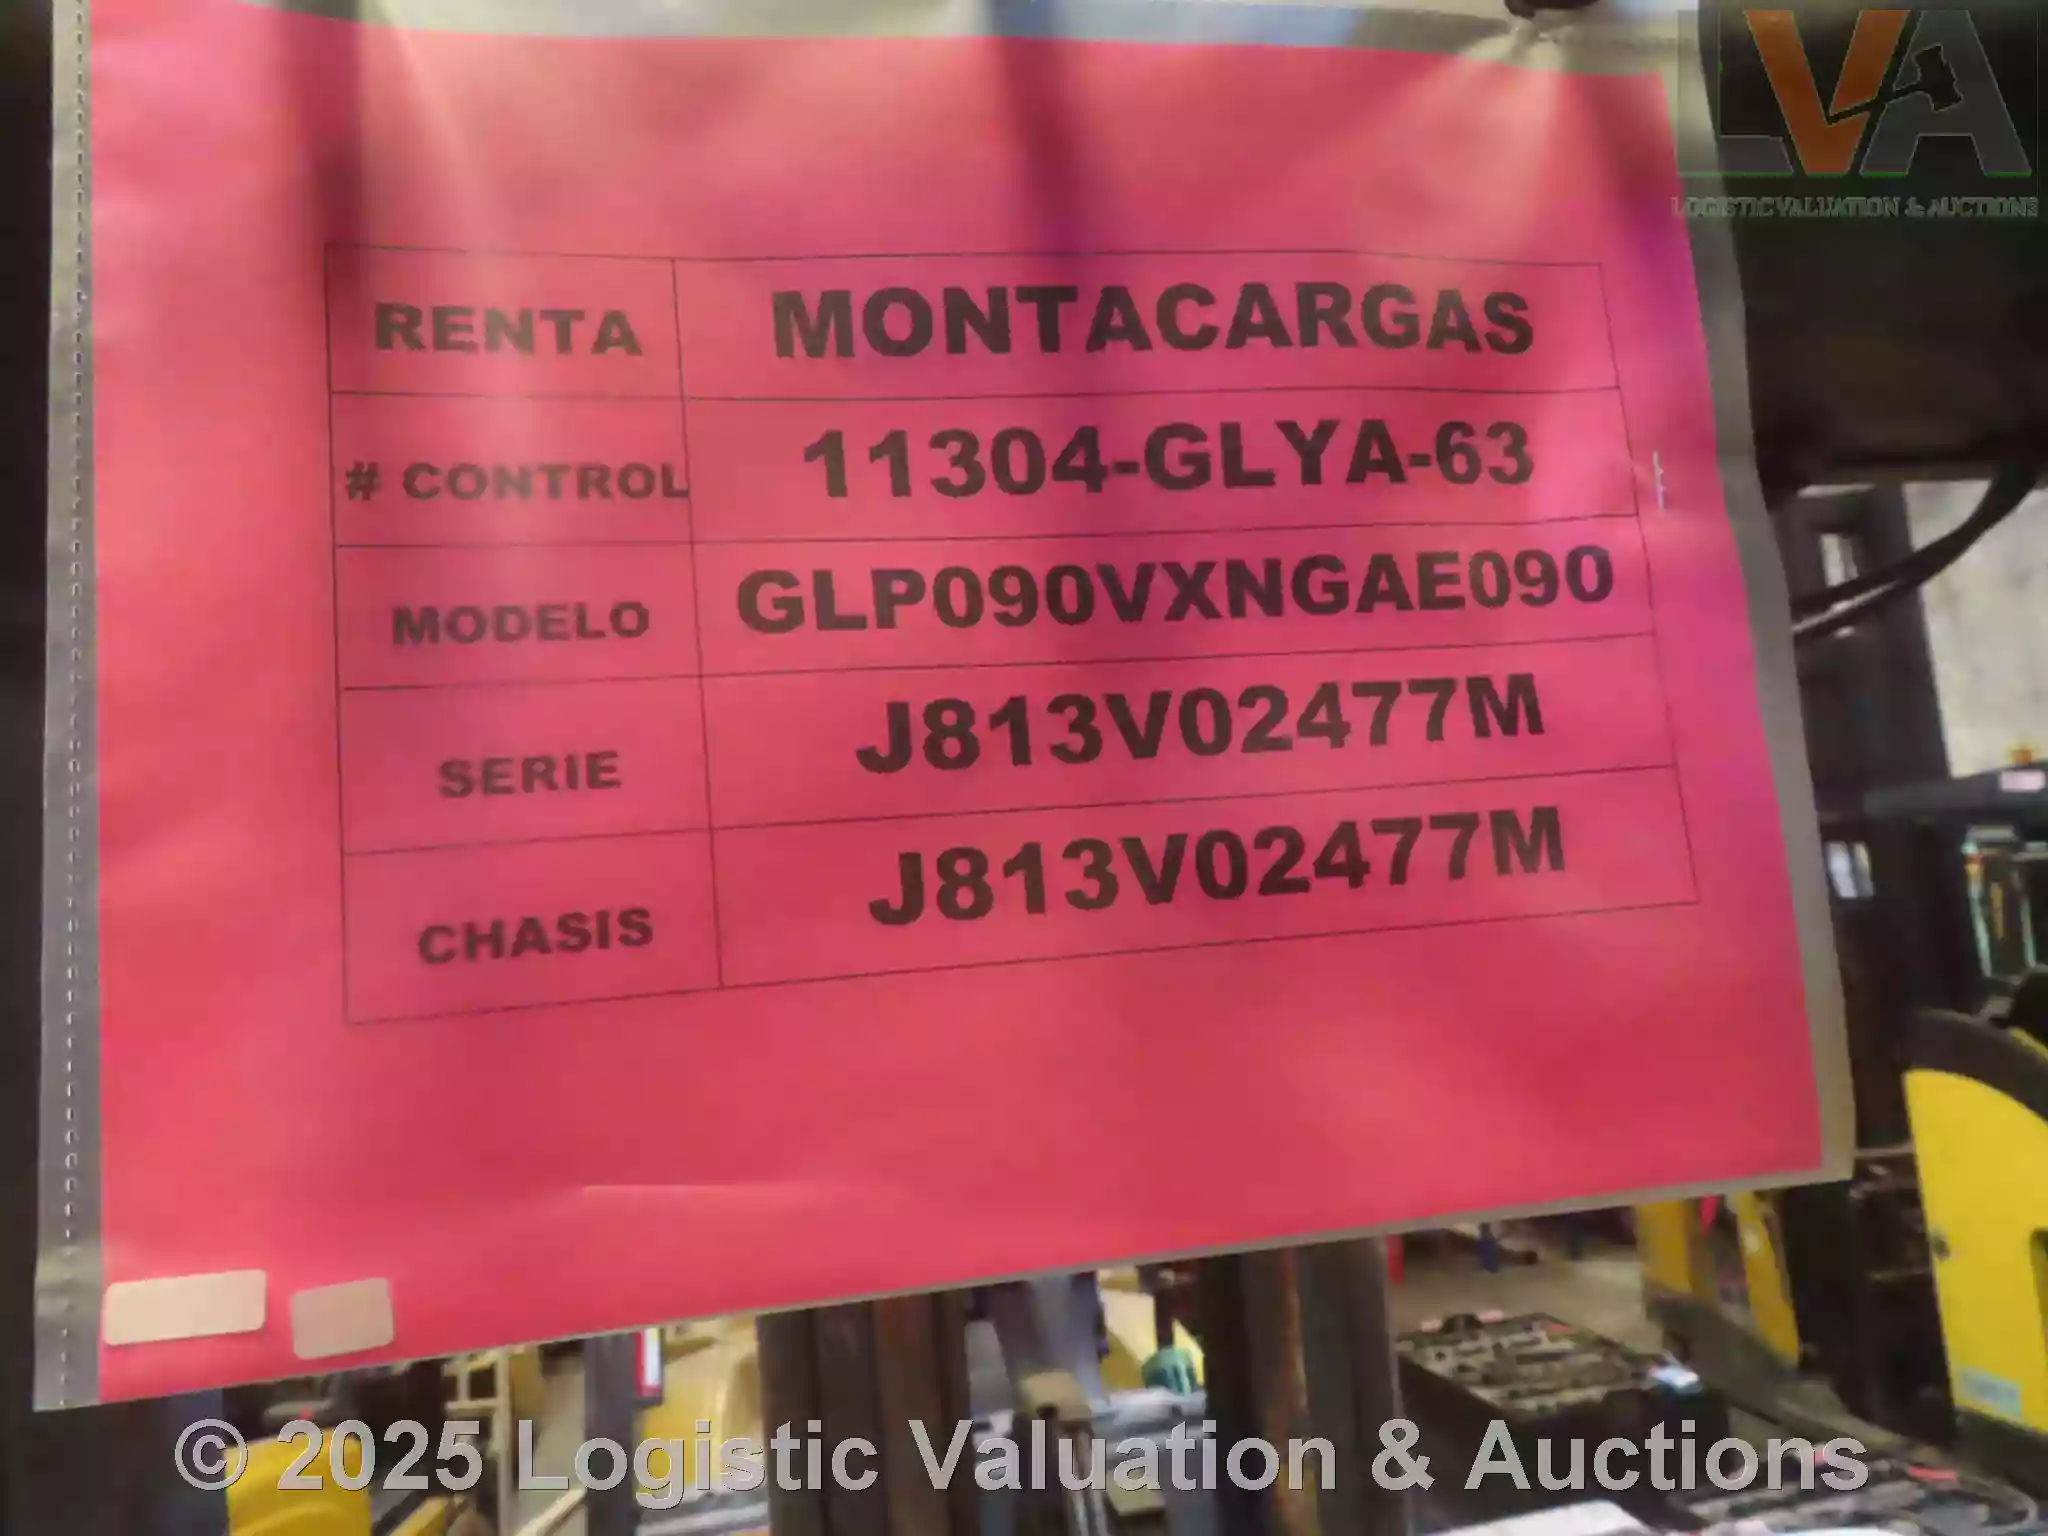 LVA
LOGISTIC VALUATION & AUCTIONS
RENTA MONTACARGAS
# CONTROL 11304-GLYA-63
MODELO GLP090VXNGAE090
SERIE J813V02477M
CHASIS J813V02477M
© 2025 Logistic Valuation & Auctions